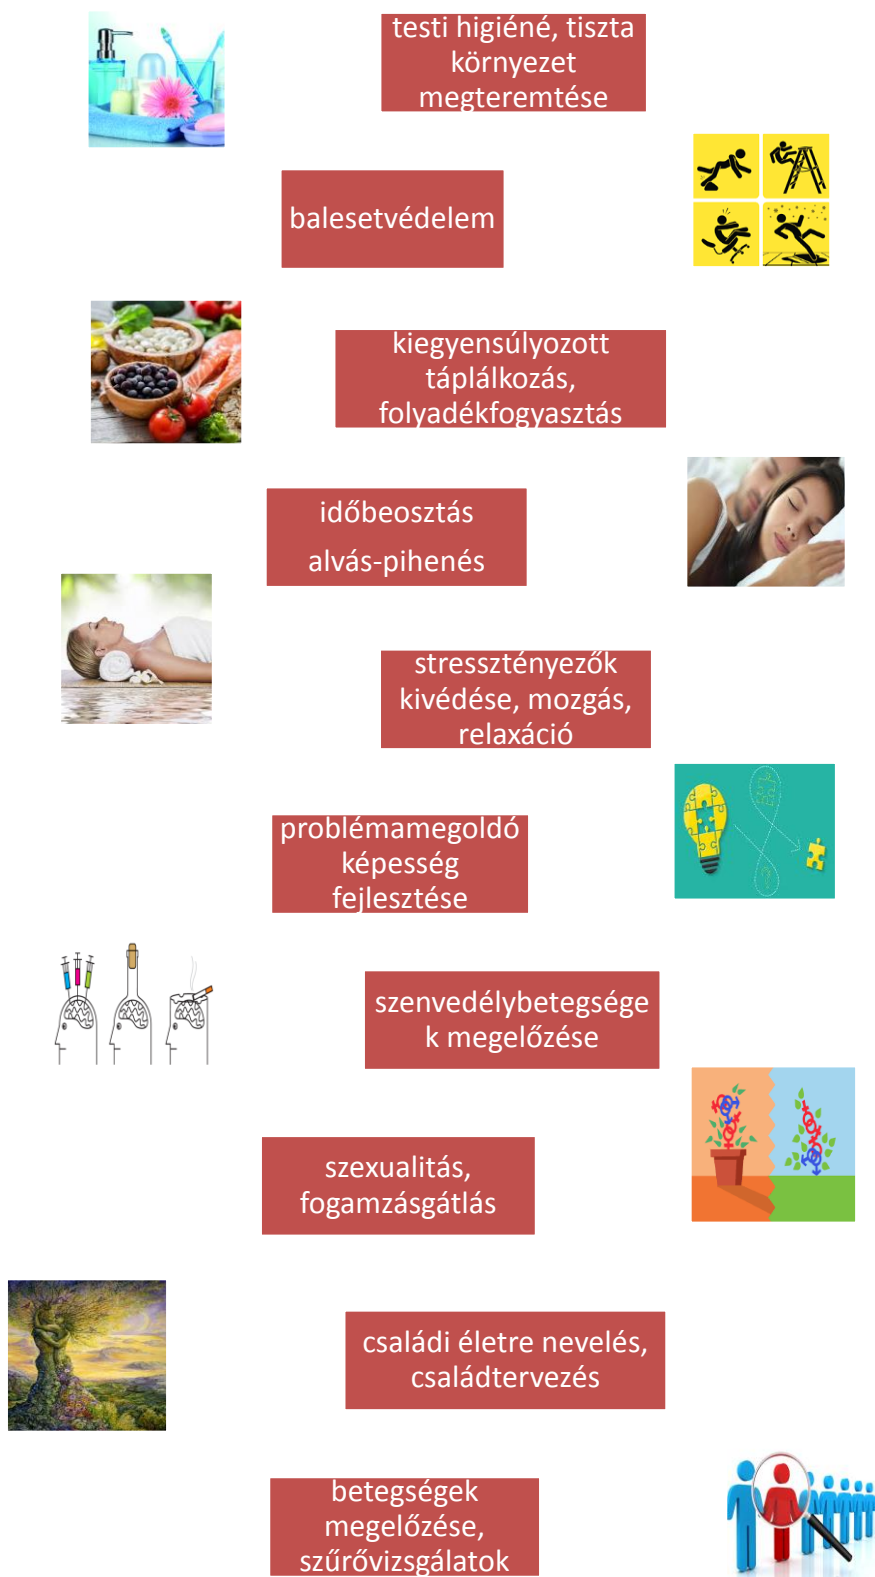 testi higiéné, tiszta
környezet
megteremtése
balesetvédelem
kiegyensúlyozott
táplálkozás,
folyadékfogyasztás
időbeosztás
alvás-pihenés
stressztényezők
kivédése, mozgás,
relaxáció
problémamegoldó
képesség
fejlesztése
szenvedélybetegsége
k megelőzése
szexualitás,
fogamzásgátlás
családi életre nevelés,
családtervezés
betegségek
megelőzése,
szűrővizsgálatok